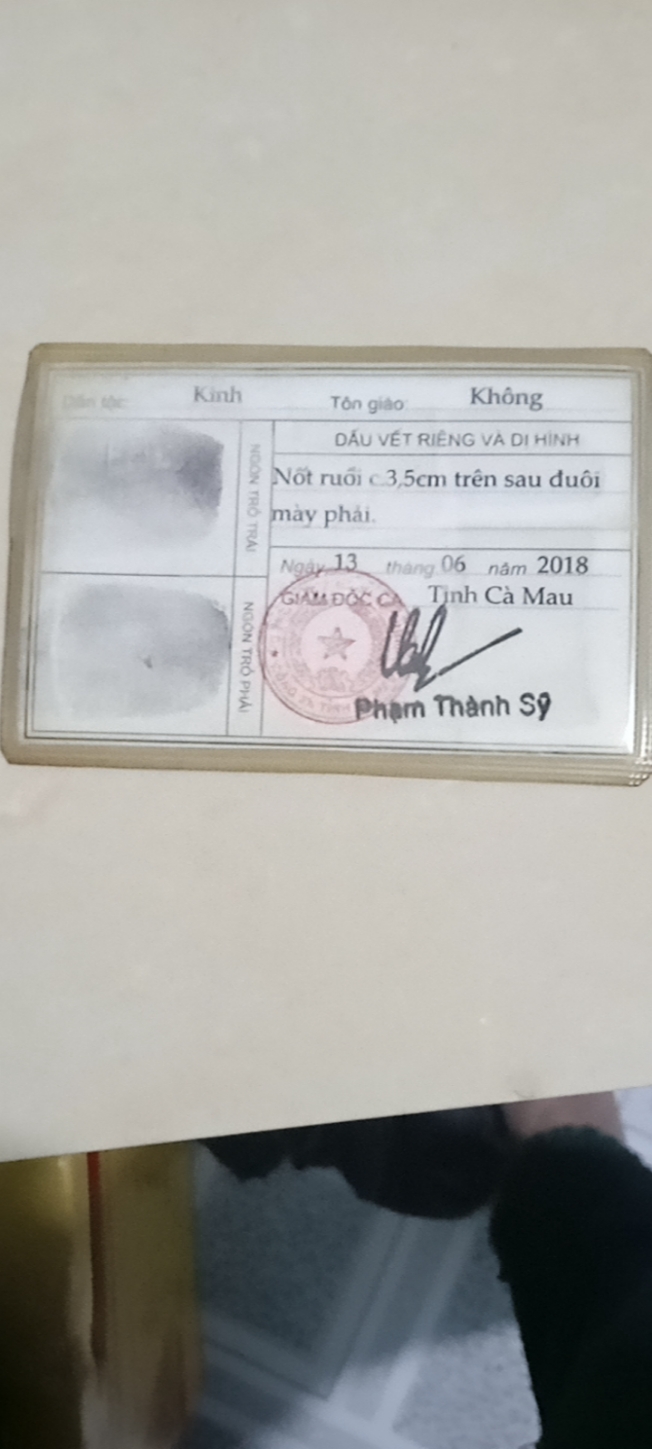 Dân tộc: Kinh Tôn giáo: Không
DẤU VẾT RIÊNG VÀ DỊ HÌNH
Nốt ruồi c.3,5cm trên sau đuôi
mày phải.
NGÓN TRỎ TRÁI
Ngày 13 tháng 06 năm 2018
GIÁM ĐỐC CA Tỉnh Cà Mau
NGÓN TRỎ PHẢI
Phạm Thành Sỹ